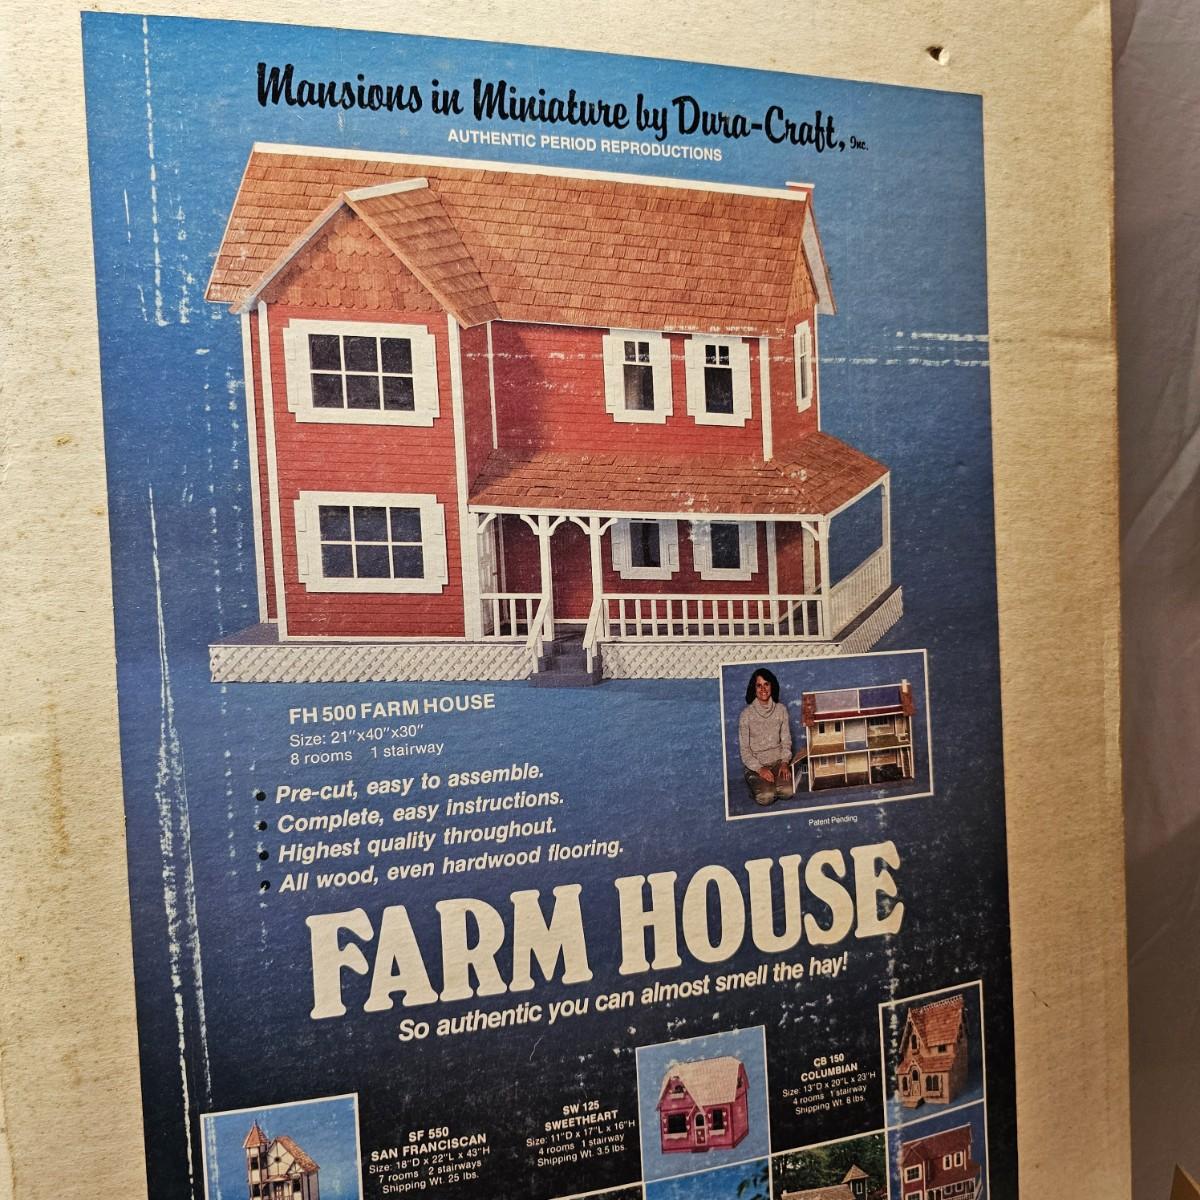 Mansions in Miniature by Dura-Craft, Inc.
AUTHENTIC PERIOD REPRODUCTIONS
FH 500 FARM HOUSE
Size: 21"x40"x30"
8 rooms 1 stairway
• Pre-cut, easy to assemble.
• Complete, easy instructions.
• Highest quality throughout.
• All wood, even hardwood flooring.
Patent Pending
FARM HOUSE
So authentic you can almost smell the hay!
CB 150
COLUMBIAN
Size: 13"D x 20"L x 23"H
4 rooms 1 stairway
Shipping Wt. 8 lbs.
SW 125
SWEETHEART
Size: 11"D x 17"L x 16"H
4 rooms 1 stairway
Shipping Wt. 3.5 lbs.
SF 550
SAN FRANCISCAN
Size: 18"D x 22"L x 43"H
7 rooms 2 stairways
Shipping Wt. 25 lbs.